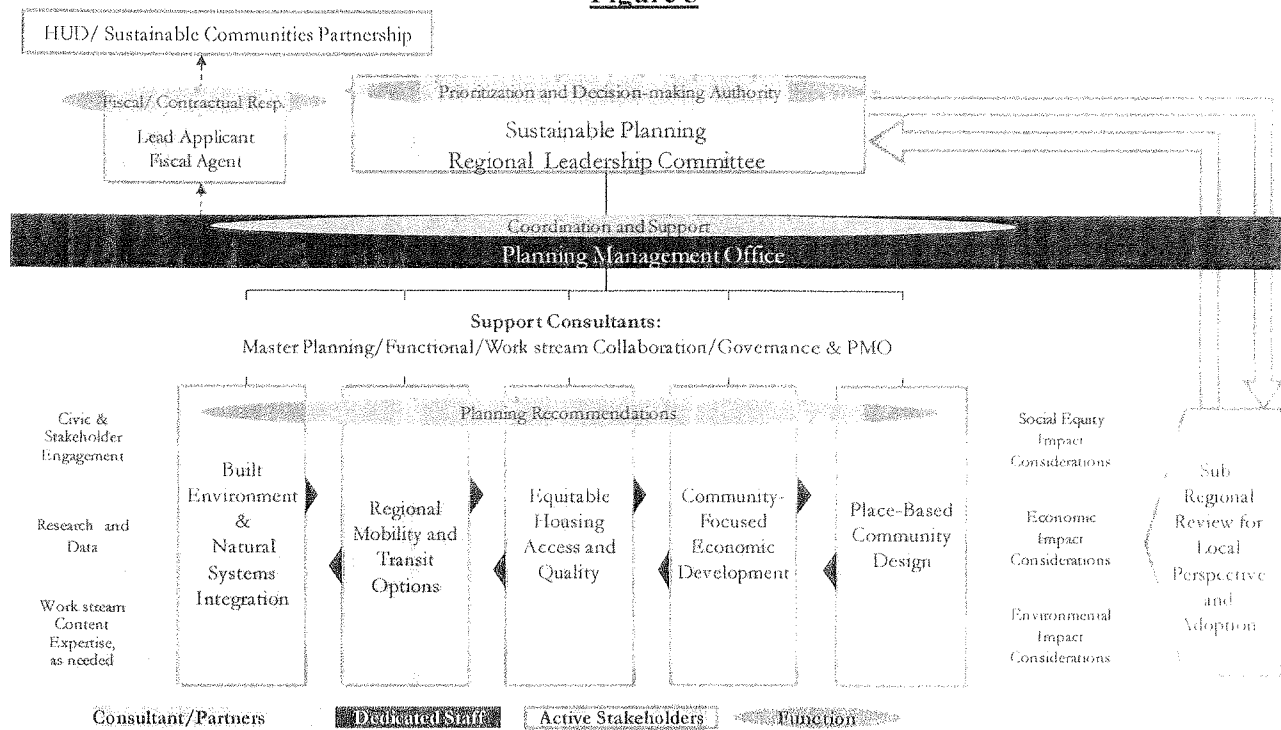 HUD/ Sustainable Communities Partnership
Fiscal/ Contractual Resp.
Lead Applicant
Fiscal Agent
Prioritization and Decision-making Authority
Sustainable Planning
Regional Leadership Committee
Coordination and Support
Planning Management Office
Support Consultants:
Master Planning/Functional/Work stream Collaboration/Governance & PMO
Planning Recommendations
Civic &
Stakeholder
Engagement
Research and
Data
Work stream
Content
Expertise,
as needed
Built
Environment
&
Natural
Systems
Integration
Regional
Mobility and
Transit
Options
Equitable
Housing
Access and
Quality
Community-
Focused
Economic
Development
Place-Based
Community
Design
Social Equity
Impact
Considerations
Economic
Impact
Considerations
Environmental
Impact
Considerations
Sub
Regional
Review for
Local
Perspective
and
Adoption
Consultant/Partners
Dedicated Staff
Active Stakeholders
Function